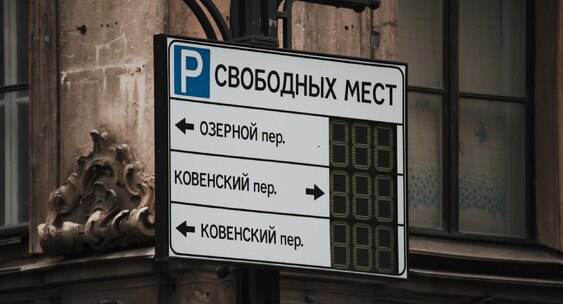 P СВОБОДНЫХ МЕСТ
← ОЗЕРНОЙ пер.
КОВЕНСКИЙ пер. →
← КОВЕНСКИЙ пер.